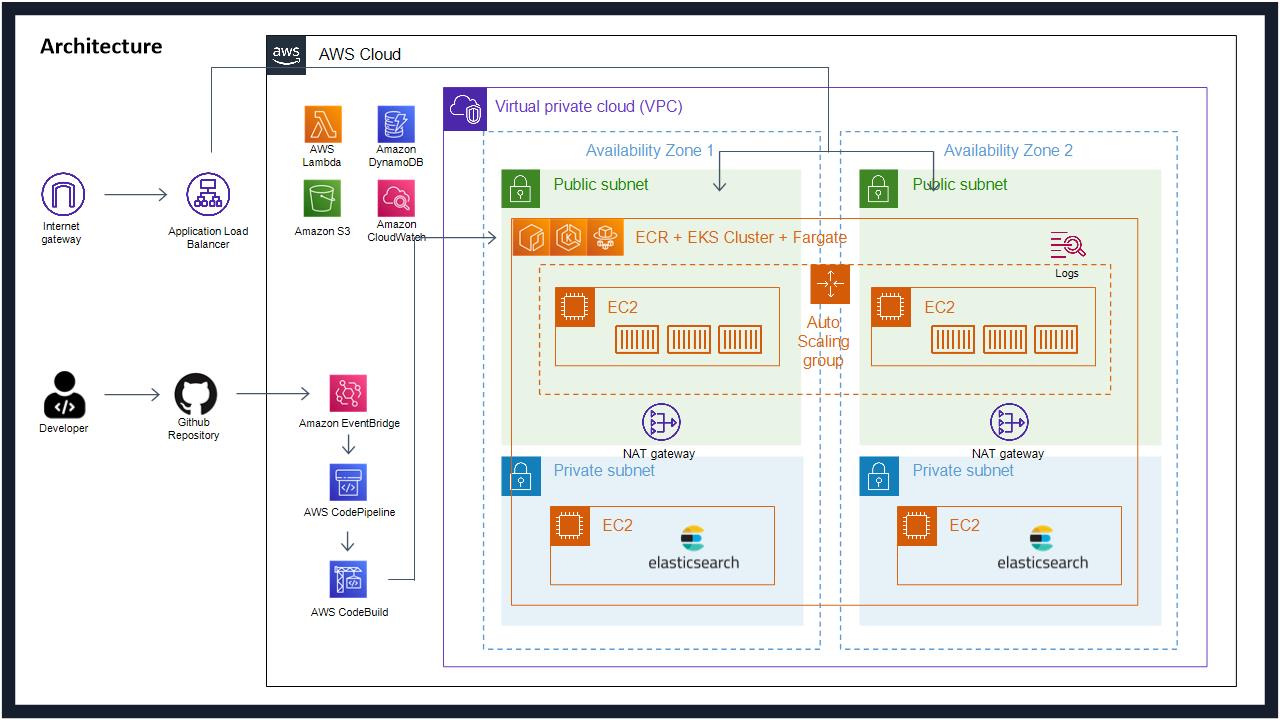 Architecture
aws
AWS Cloud
Virtual private cloud (VPC)
AWS
Lambda
Amazon
DynamoDB
Amazon S3
Amazon
CloudWatch
Internet
gateway
Application Load
Balancer
Availability Zone 1
Availability Zone 2
Public subnet
Public subnet
ECR + EKS Cluster + Fargate
Logs
EC2
Auto
Scaling
group
EC2
Developer
Github
Repository
Amazon EventBridge
AWS CodePipeline
AWS CodeBuild
NAT gateway
NAT gateway
Private subnet
Private subnet
EC2
elasticsearch
EC2
elasticsearch